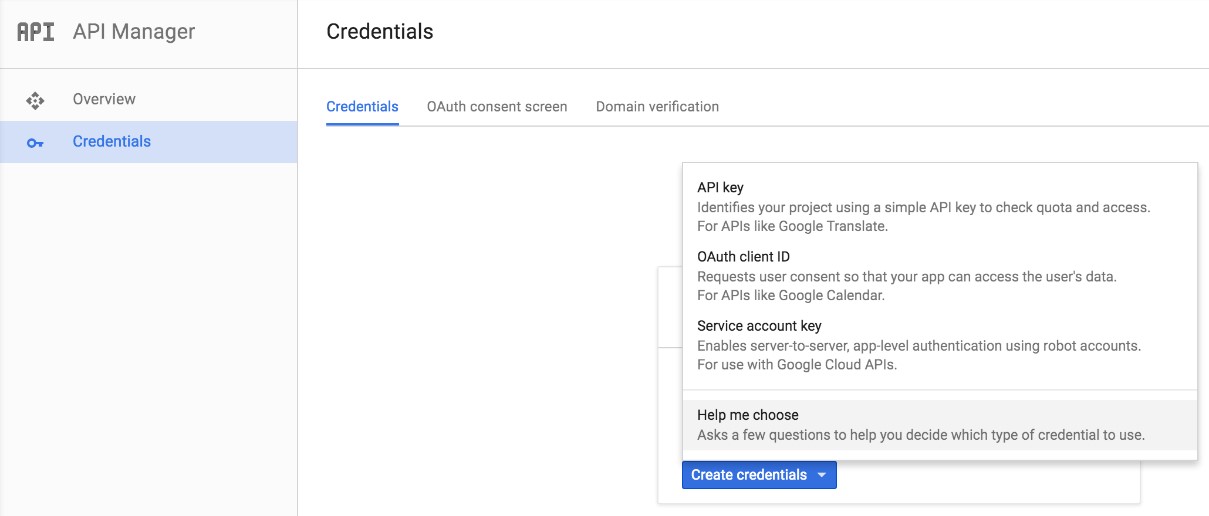 API API Manager
Credentials
Overview
Credentials
Credentials OAuth consent screen Domain verification
API key
Identifies your project using a simple API key to check quota and access.
For APIs like Google Translate.
OAuth client ID
Requests user consent so that your app can access the user's data.
For APIs like Google Calendar.
Service account key
Enables server-to-server, app-level authentication using robot accounts.
For use with Google Cloud APIs.
Help me choose
Asks a few questions to help you decide which type of credential to use.
Create credentials